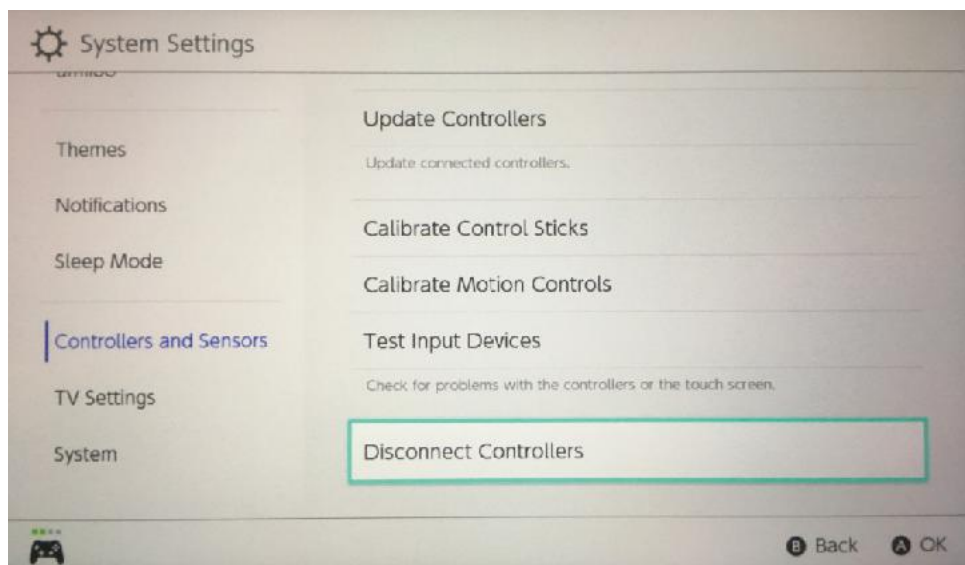 System Settings
amiibo
Themes
Notifications
Sleep Mode
Controllers and Sensors
TV Settings
System
Update Controllers
Update connected controllers.
Calibrate Control Sticks
Calibrate Motion Controls
Test Input Devices
Check for problems with the controllers or the touch screen.
Disconnect Controllers
B Back
A OK